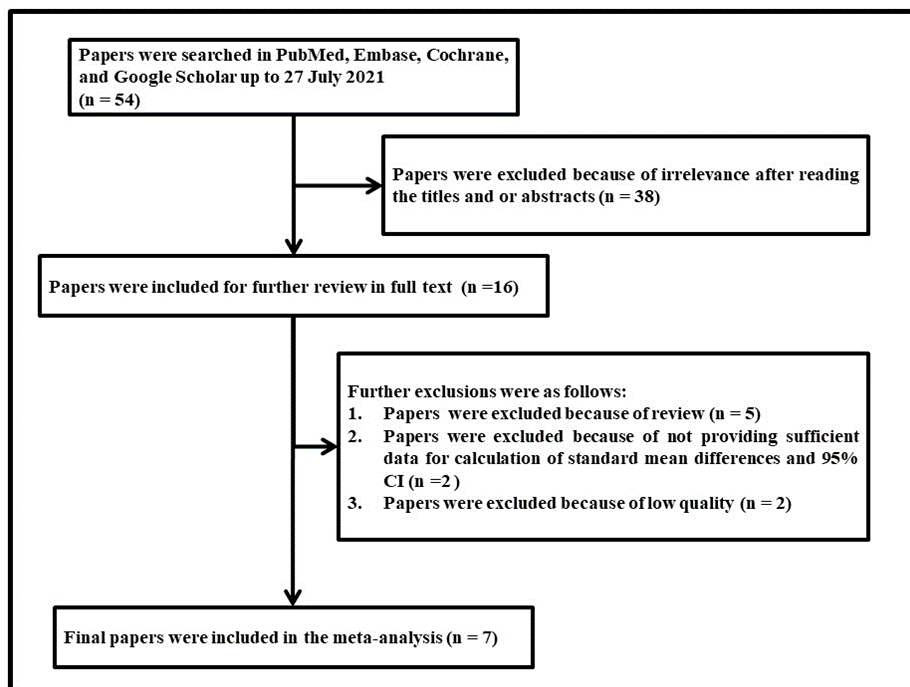 Papers were searched in PubMed, Embase, Cochrane,
and Google Scholar up to 27 July 2021
(n = 54)
Papers were excluded because of irrelevance after reading
the titles and or abstracts (n = 38)
Papers were included for further review in full text (n =16)
Further exclusions were as follows:
1. Papers were excluded because of review (n = 5)
2. Papers were excluded because of not providing sufficient
data for calculation of standard mean differences and 95%
CI (n =2 )
3. Papers were excluded because of low quality (n = 2)
Final papers were included in the meta-analysis (n = 7)